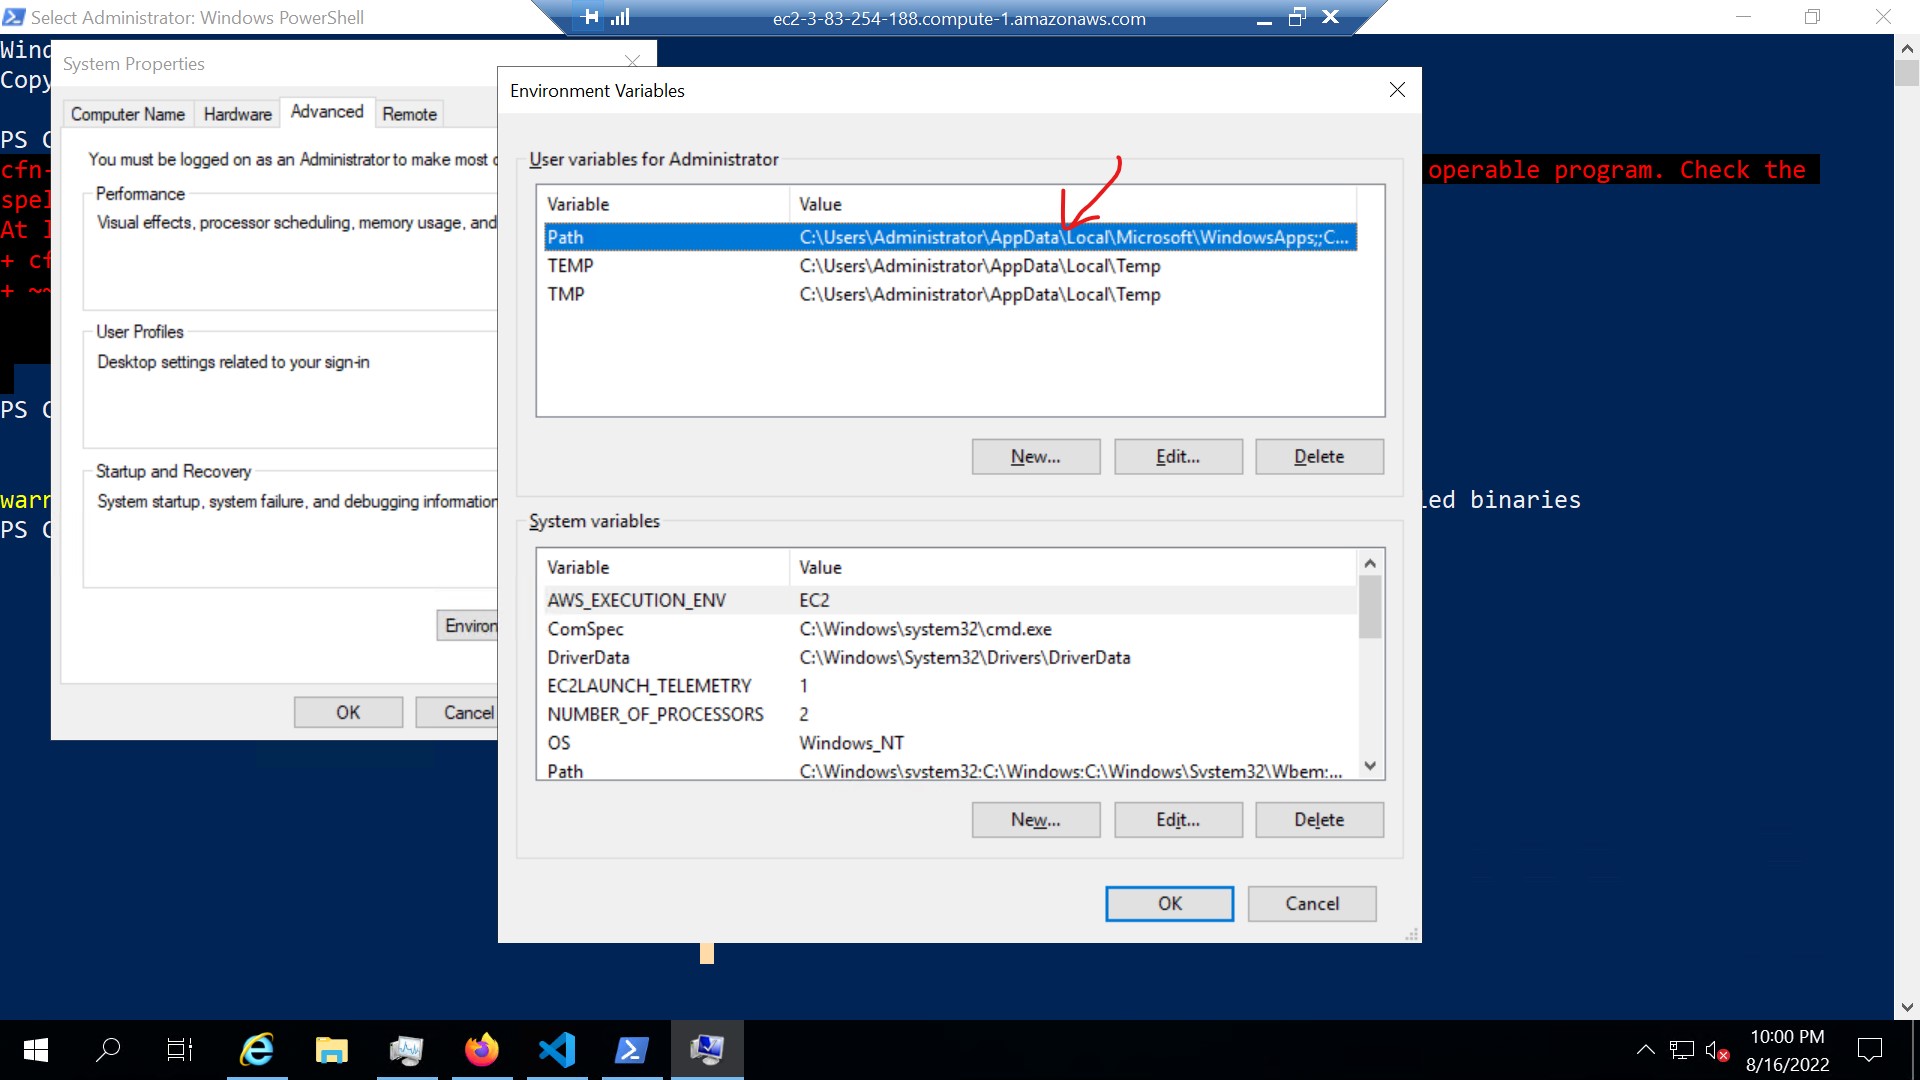 Select Administrator: Windows PowerShell
ec2-3-83-254-188.compute-1.amazonaws.com
Wind
Copy
PS C
cfn-
operable program. Check the
spel
At l
+ cf
+ ~~
PS C
warn
led binaries
PS C
System Properties
Computer Name Hardware Advanced Remote
You must be logged on as an Administrator to make most c
Performance
Visual effects, processor scheduling, memory usage, and
User Profiles
Desktop settings related to your sign-in
Startup and Recovery
System startup, system failure, and debugging information
Environ
OK Cancel
Environment Variables
User variables for Administrator
Variable Value
Path C:\Users\Administrator\AppData\Local\Microsoft\WindowsApps;;C...
TEMP C:\Users\Administrator\AppData\Local\Temp
TMP C:\Users\Administrator\AppData\Local\Temp
New... Edit... Delete
System variables
Variable Value
AWS_EXECUTION_ENV EC2
ComSpec C:\Windows\system32\cmd.exe
DriverData C:\Windows\System32\Drivers\DriverData
EC2LAUNCH_TELEMETRY 1
NUMBER_OF_PROCESSORS 2
OS Windows_NT
Path C:\Windows\system32;C:\Windows;C:\Windows\System32\Wbem;...
New... Edit... Delete
OK Cancel
10:00 PM
8/16/2022